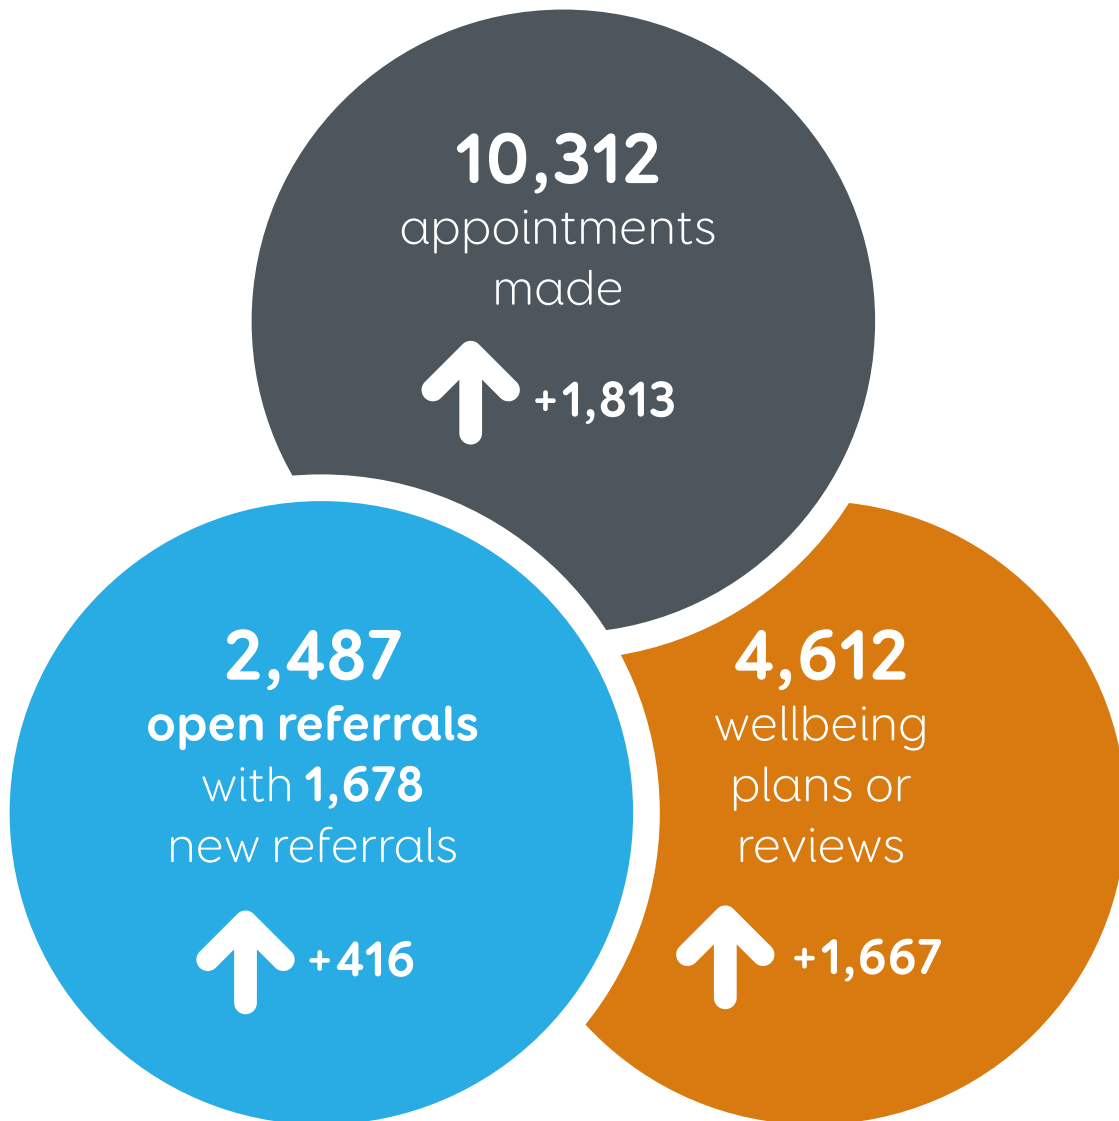 10,312
appointments
made
+1,813
2,487
open referrals
with 1,678
new referrals
+416
4,612
wellbeing
plans or
reviews
+1,667